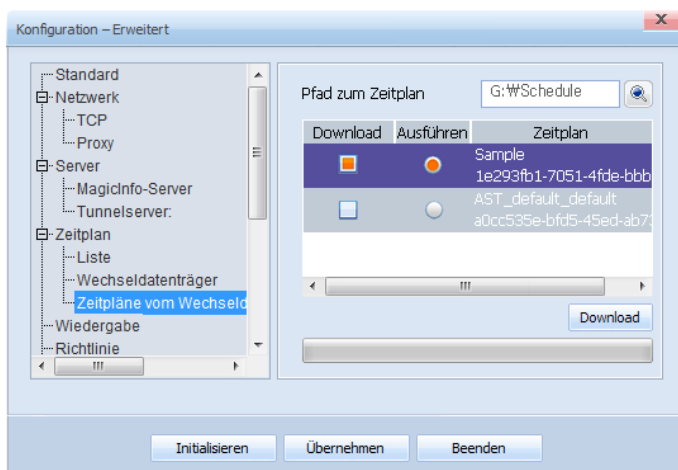 Konfiguration – Erweitert
x
Standard
Netzwerk
TCP
Proxy
Server
MagicInfo-Server
Tunnelserver:
Zeitplan
Liste
Wechseldatenträger
Zeitpläne vom Wechseld
Wiedergabe
Richtlinie
Pfad zum Zeitplan
G:₩Schedule
Download Ausführen Zeitplan
Sample
1e293fb1-7051-4fde-bbb
AST_default_default
a0cc535e-bfd5-45ed-ab73
Download
Initialisieren Übernehmen Beenden